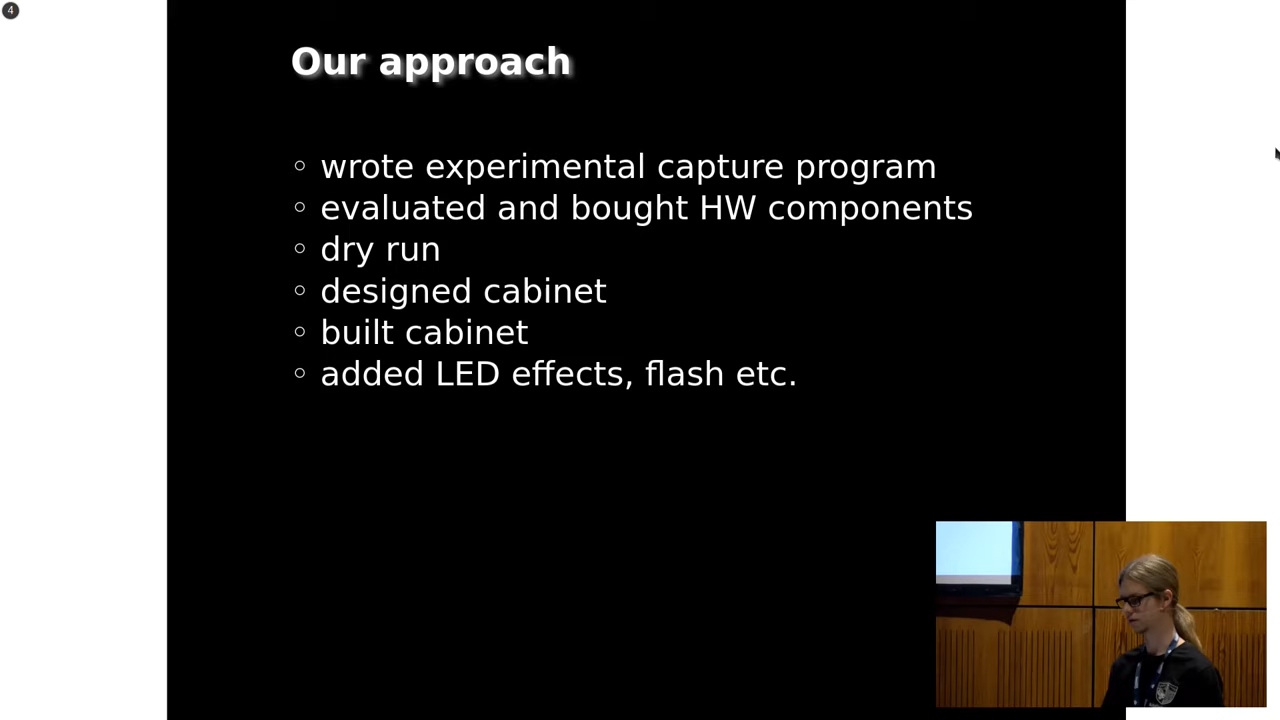 4
Our approach
◦ wrote experimental capture program
◦ evaluated and bought HW components
◦ dry run
◦ designed cabinet
◦ built cabinet
◦ added LED effects, flash etc.